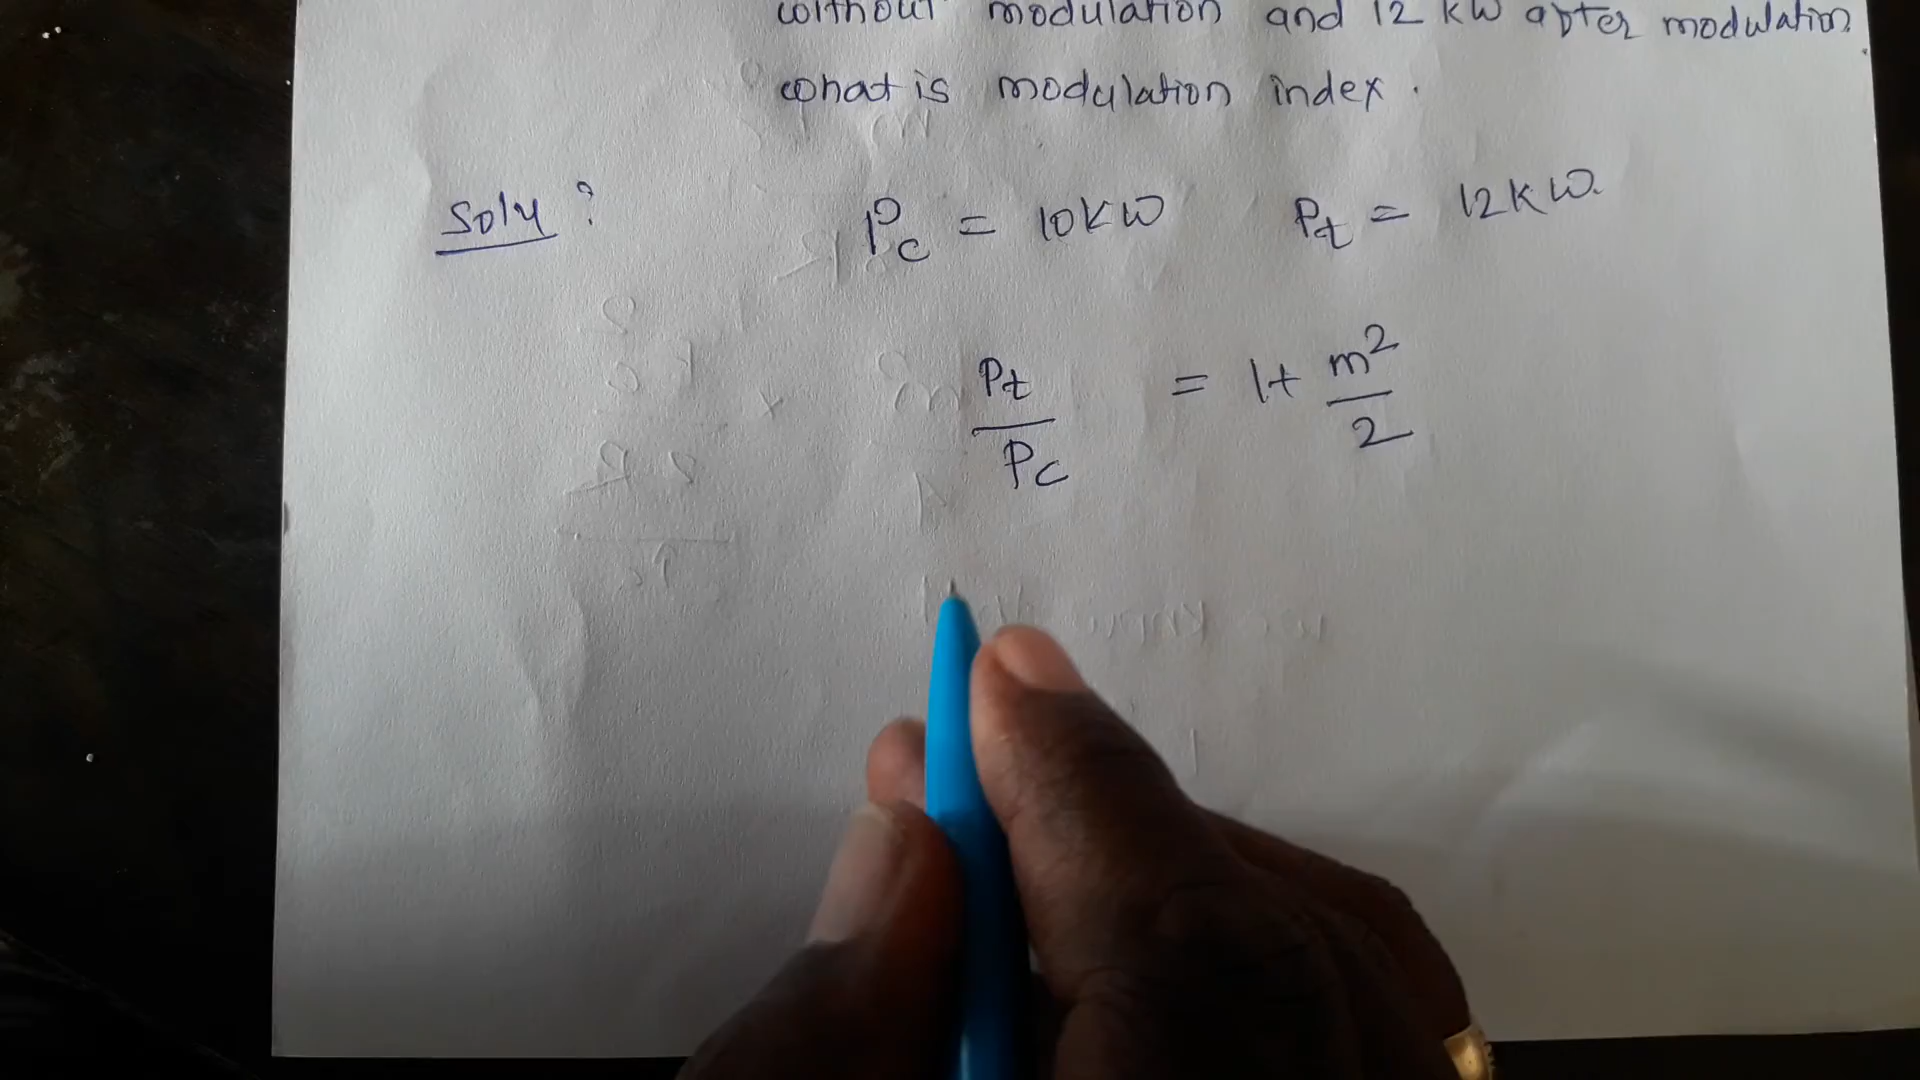 without modulation and 12 kW after modulation.
what is modulation index.
Soln ?
Pc = 10KW Pt = 12KW.
Pt/Pc = 1+ m²/2